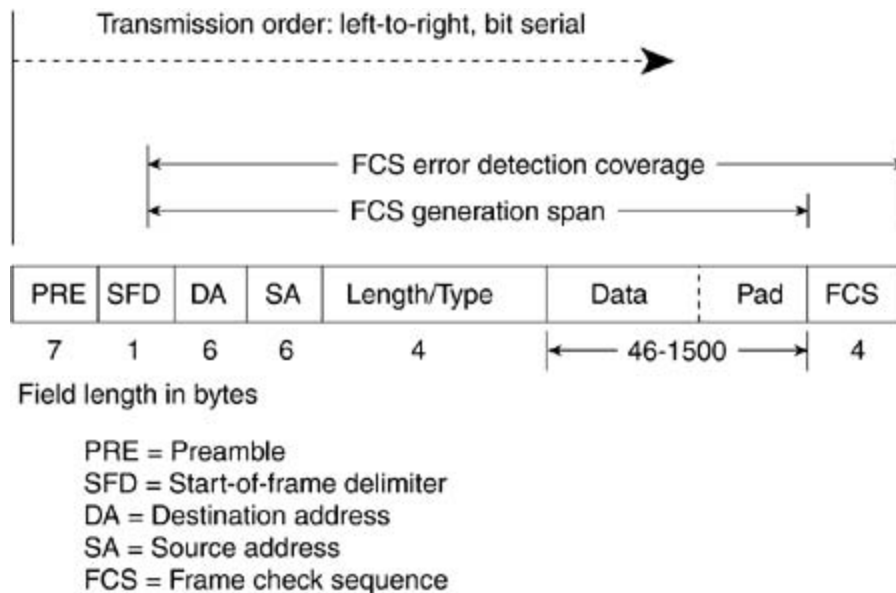 Transmission order: left-to-right, bit serial
FCS error detection coverage
FCS generation span
PRE SFD DA SA Length/Type Data Pad FCS
7 1 6 6 4 46-1500 4
Field length in bytes
PRE = Preamble
SFD = Start-of-frame delimiter
DA = Destination address
SA = Source address
FCS = Frame check sequence